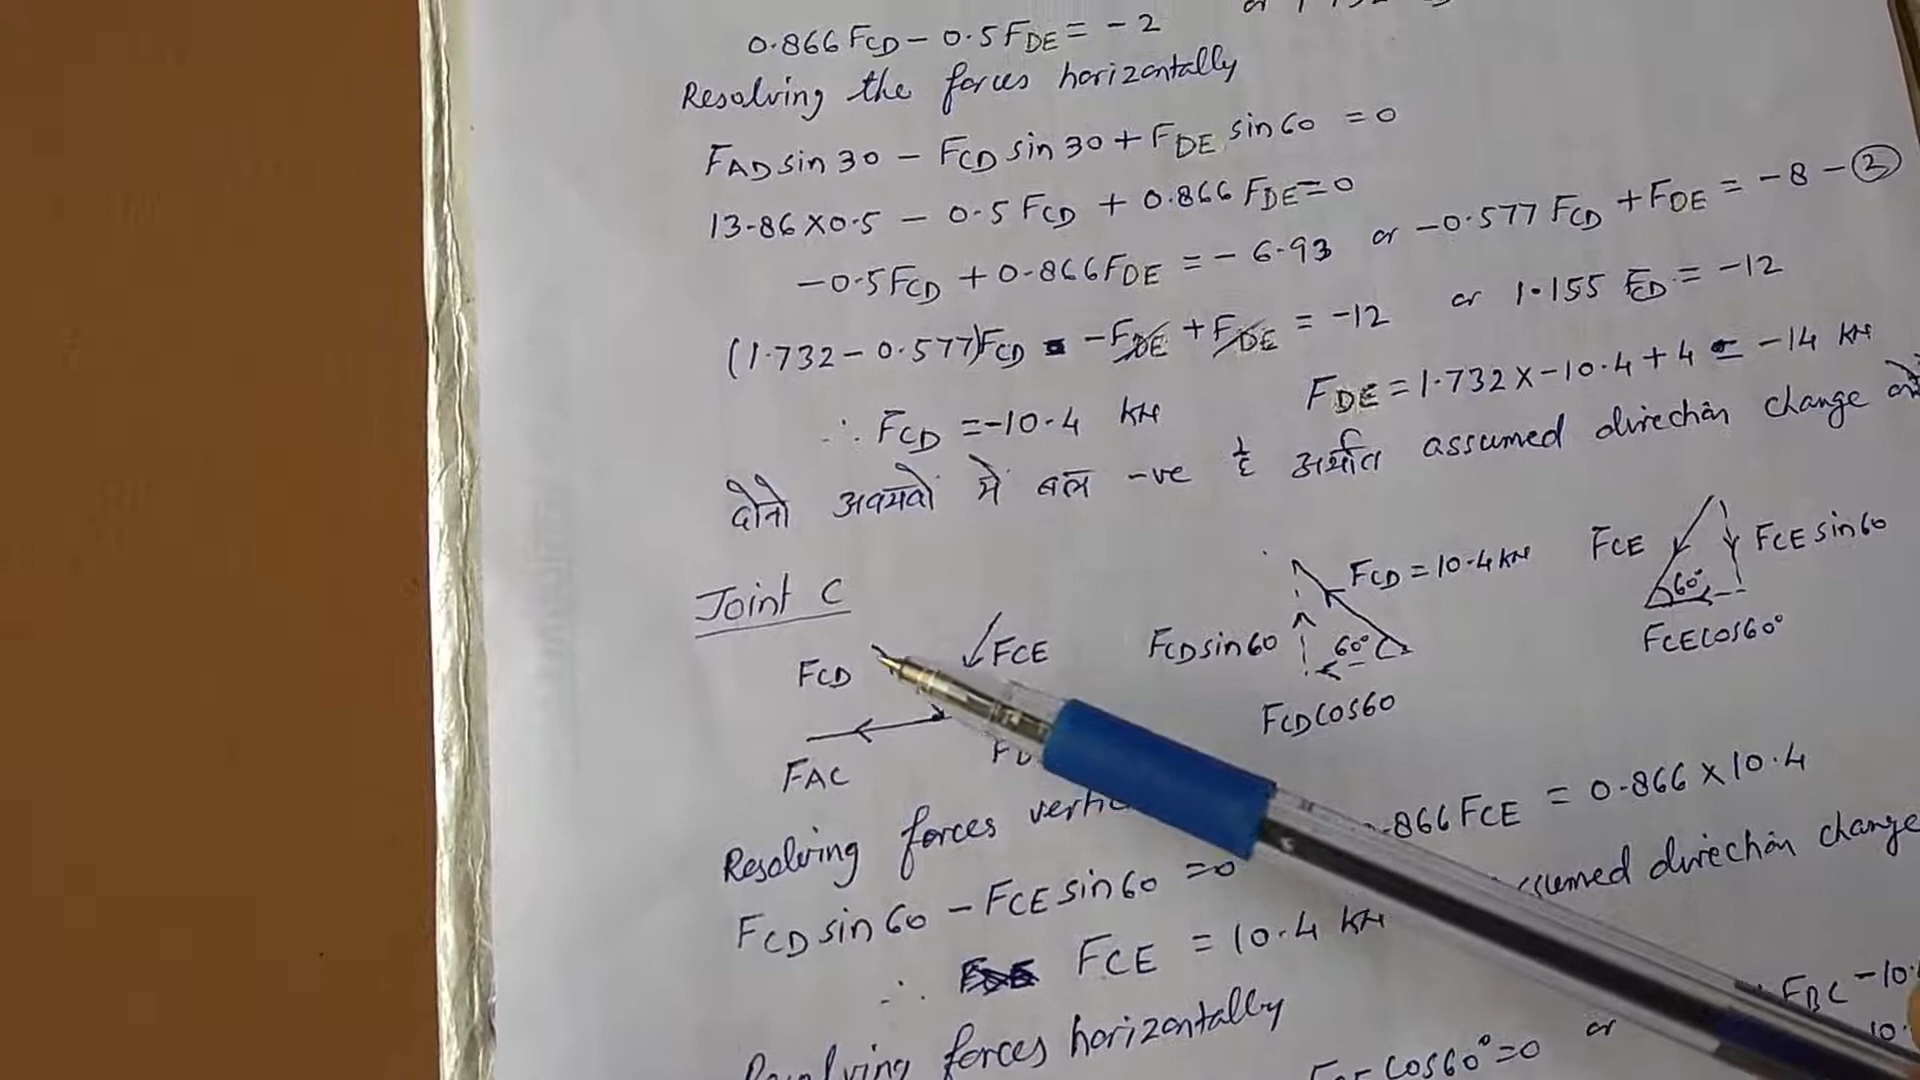 0.866 FCD - 0.5 FDE = -2
Resolving the forces horizontally
FAD sin 30 - FCD sin 30 + FDE sin 60 = 0
13.86 X 0.5 - 0.5 FCD + 0.866 FDE = 0
-0.5 FCD + 0.866 FDE = -6.93 or -0.577 FCD + FDE = -8 - ②
(1.732 - 0.577) FCD - FDE + FDE = -12 or 1.155 FCD = -12
∴ FCD = -10.4 kN FDE = 1.732 X -10.4 + 4 = -14 kN
दोनो अवयवों में बल -ve है अर्थात assumed direction change
Joint C
FCD
FCE
FAC
FCD = 10.4 kN
FCD sin 60
60°
FCD cos 60
FCE
FCE sin 60
60°
FCE cos 60°
Resolving forces
FCD sin 60 - FCE sin 60 = 0
866 FCE = 0.866 X 10.4
∴ FCE = 10.4 kN
direction change
Resolving forces horizontally
cos 60° = 0
or
FBC - 10.